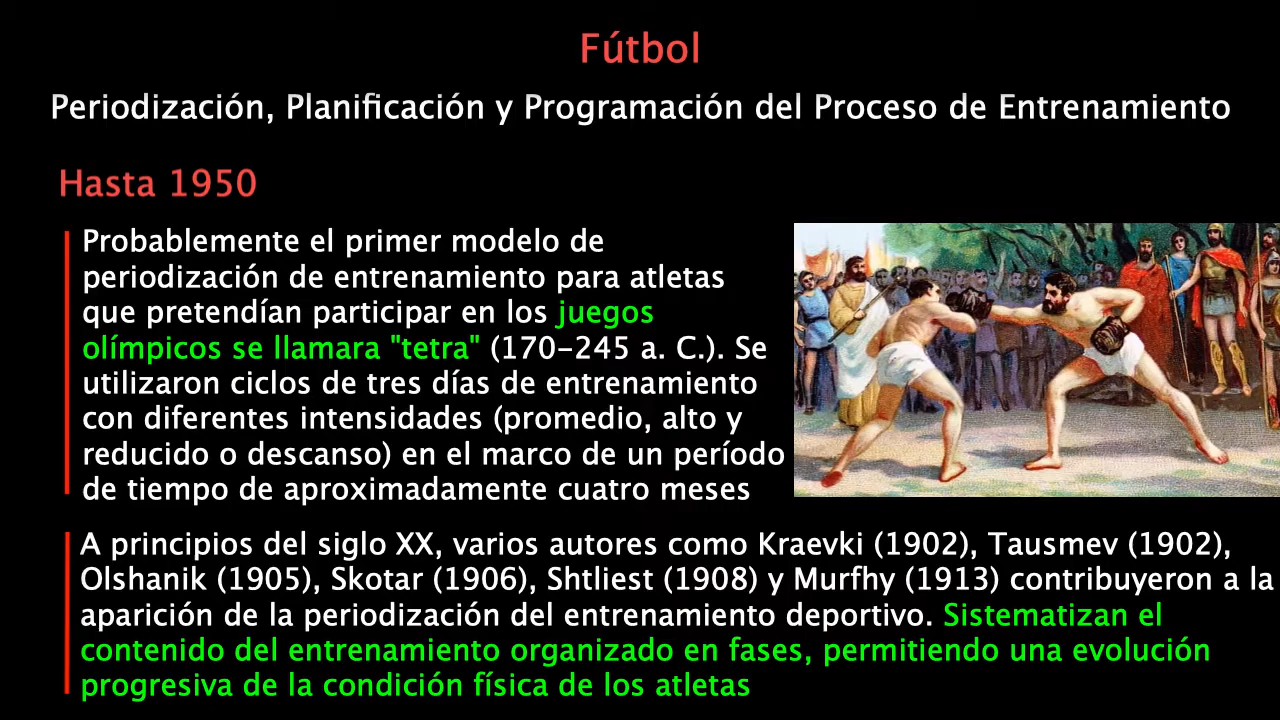 Fútbol
Periodización, Planificación y Programación del Proceso de Entrenamiento
Hasta 1950
Probablemente el primer modelo de
periodización de entrenamiento para atletas
que pretendían participar en los juegos
olímpicos se llamara "tetra" (170-245 a. C.). Se
utilizaron ciclos de tres días de entrenamiento
con diferentes intensidades (promedio, alto y
reducido o descanso) en el marco de un período
de tiempo de aproximadamente cuatro meses
A principios del siglo XX, varios autores como Kraevki (1902), Tausmev (1902),
Olshanik (1905), Skotar (1906), Shtliest (1908) y Murfhy (1913) contribuyeron a la
aparición de la periodización del entrenamiento deportivo. Sistematizan el
contenido del entrenamiento organizado en fases, permitiendo una evolución
progresiva de la condición física de los atletas